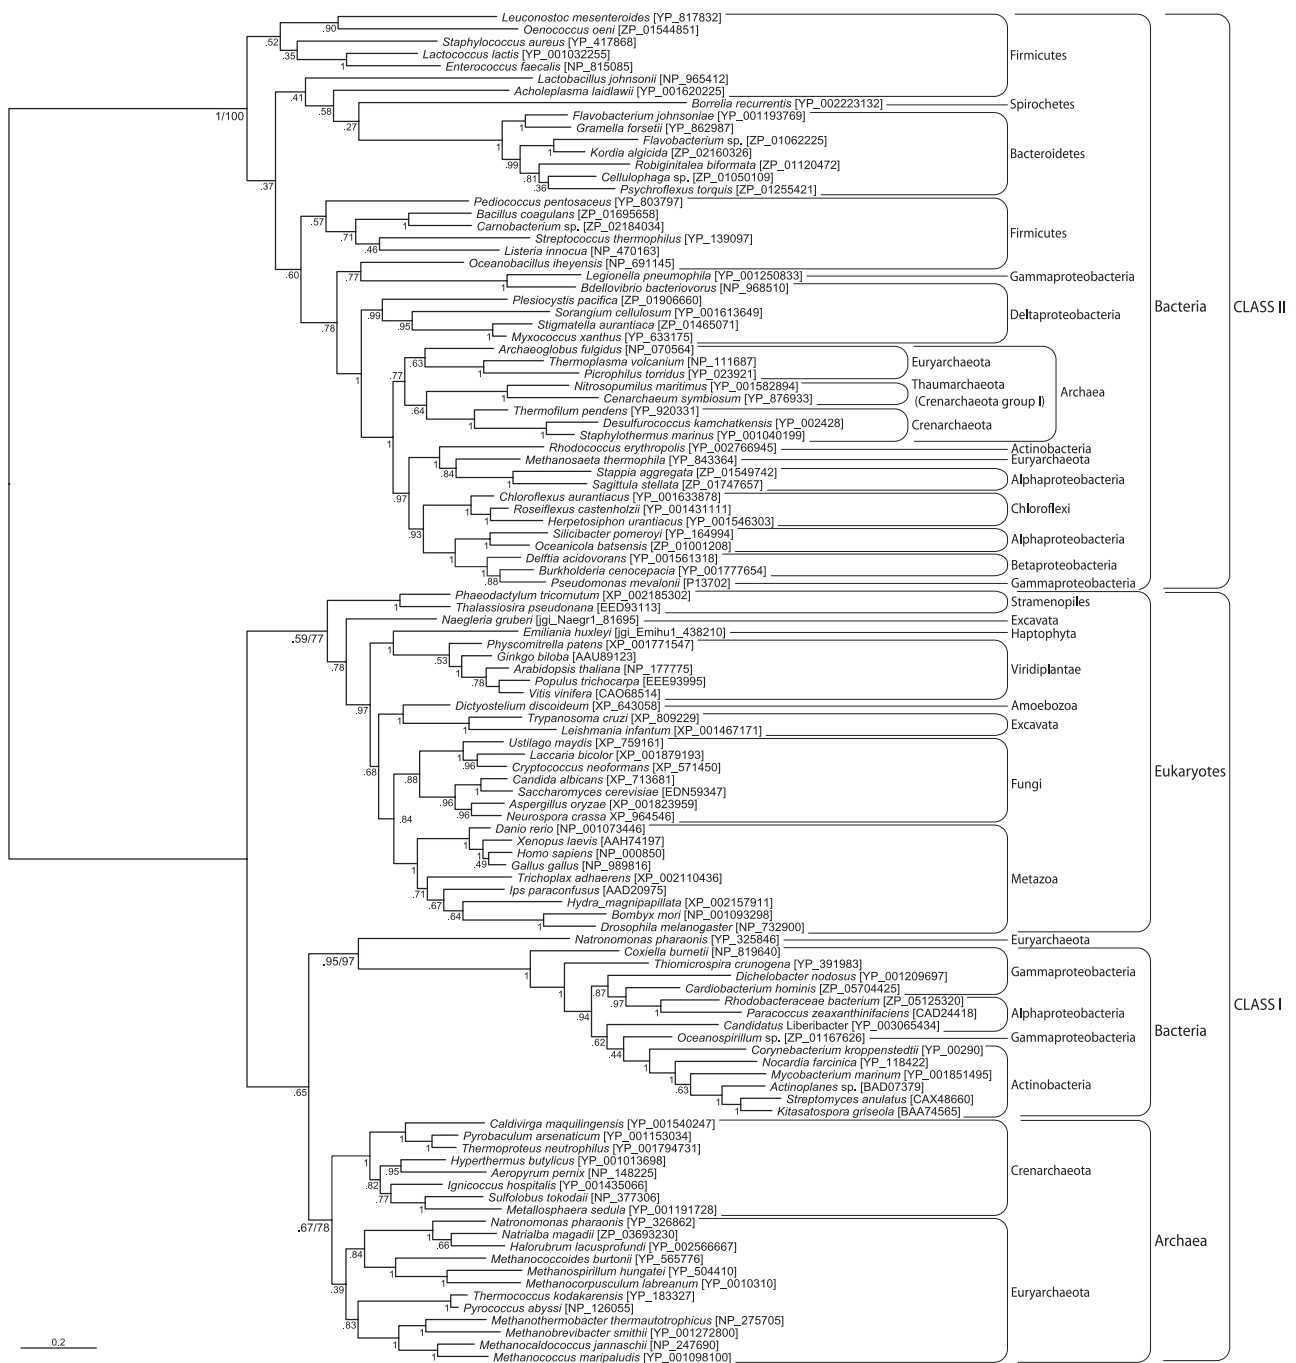 Leuconostoc mesenteroides [YP_817832]
.90
Oenococcus oeni [ZP_01544851]
.52
Staphylococcus aureus [YP_417868]
.35
Lactococcus lactis [YP_001032255]
Firmicutes
1
Enterococcus faecalis [NP_815085]
Lactobacillus johnsonii [NP_965412]
.41
Acholeplasma laidlawii [YP_001620225]
1/100
.58
Borrelia recurrentis [YP_002223132]
Spirochetes
.27
Flavobacterium johnsoniae [YP_001193769]
1
Gramella forsetii [YP_862987]
1
Flavobacterium sp. [ZP_01062225]
1
Kordia algicida [ZP_02160326]
Bacteroidetes
.99
Robiginitalea biformata [ZP_01120472]
.81
Cellulophaga sp. [ZP_01050109]
.37
.36
Psychroflexus torquis [ZP_01255421]
Pediococcus pentosaceus [YP_803797]
.57
Bacillus coagulans [ZP_01695658]
1
Carnobacterium sp. [ZP_02184034]
.71
Streptococcus thermophilus [YP_139097]
Firmicutes
.46
Listeria innocua [NP_470163]
Oceanobacillus iheyensis [NP_691145]
.60
.77
Legionella pneumophila [YP_001250833]
Gammaproteobacteria
1
Bdellovibrio bacteriovorus [NP_968510]
Plesiocystis pacifica [ZP_01906660]
.99
Sorangium cellulosum [YP_001613649]
Deltaproteobacteria
Bacteria
CLASS II
.95
Stigmatella aurantiaca [ZP_01465071]
.78
1
Myxococcus xanthus [YP_633175]
Archaeoglobus fulgidus [NP_070564]
.63
Thermoplasma volcanium [NP_111687]
Euryarchaeota
1
1
Picrophilus torridus [YP_023921]
.77
Nitrosopumilus maritimus [YP_001582894]
Thaumarchaeota
1
Cenarchaeum symbiosum [YP_876933]
(Crenarchaeota group I)
Archaea
.64
Thermofilum pendens [YP_920331]
1
Desulfurococcus kamchatkensis [YP_002428]
Crenarchaeota
1
1
Staphylothermus marinus [YP_001040199]
Rhodococcus erythropolis [YP_002766945]
Actinobacteria
1
Methanosaeta thermophila [YP_843364]
Euryarchaeota
.84
Stappia aggregata [ZP_01549742]
Alphaproteobacteria
.97
1
Sagittula stellata [ZP_01747657]
Chloroflexus aurantiacus [YP_001633878]
1
Roseiflexus castenholzii [YP_001431111]
Chloroflexi
1
Herpetosiphon urantiacus [YP_001546303]
.93
Silicibacter pomeroyi [YP_164994]
Alphaproteobacteria
1
Oceanicola batsensis [ZP_01001208]
1
Delftia acidovorans [YP_001561318]
Betaproteobacteria
1
Burkholderia cenocepacia [YP_001777654]
.88
Pseudomonas mevalonii [P13702]
Gammaproteobacteria
Phaeodactylum tricornutum [XP_002185302]
Stramenopiles
1
Thalassiosira pseudonana [EED93113]
Naegleria gruberi [jgi_Naegr1_81695]
Excavata
.59/77
Emiliania huxleyi [jgi_Emihu1_438210]
Haptophyta
1
Physcomitrella patens [XP_001771547]
.53
Ginkgo biloba [AAU89123]
.78
1
Arabidopsis thaliana [NP_177775]
Viridiplantae
.78
Populus trichocarpa [EEE93995]
1
Vitis vinifera [CAO68514]
.97
Dictyostelium discoideum [XP_643058]
Amoebozoa
1
Trypanosoma cruzi [XP_809229]
Excavata
1
Leishmania infantum [XP_001467171]
Ustilago maydis [XP_759161]
1
Laccaria bicolor [XP_001879193]
.96
Cryptococcus neoformans [XP_571450]
.68
.88
Candida albicans [XP_713681]
Fungi
Eukaryotes
1
Saccharomyces cerevisiae [EDN59347]
.96
Aspergillus oryzae [XP_001823959]
.96
Neurospora crassa XP_964546]
.84
Danio rerio [NP_001073446]
1
Xenopus laevis [AAH74197]
1
Homo sapiens [NP_000850]
.49
Gallus gallus [NP_989816]
Trichoplax adhaerens [XP_002110436]
Metazoa
.71
Ips paraconfusus [AAD20975]
.67
Hydra_magnipapillata [XP_002157911]
.64
Bombyx mori [NP_001093298]
1
Drosophila melanogaster [NP_732900]
Natronomonas pharaonis [YP_325846]
Euryarchaeota
.95/97
Coxiella burnetii [NP_819640]
1
Thiomicrospira crunogena [YP_391983]
Gammaproteobacteria
1
Dichelobacter nodosus [YP_001209697]
.87
Cardiobacterium hominis [ZP_05704425]
.97
Rhodobacteraceae bacterium [ZP_05125320]
Alphaproteobacteria
CLASS I
1
Paracoccus zeaxanthinifaciens [CAD24418]
.94
Candidatus Liberibacter [YP_003065434]
Bacteria
.62
Oceanospirillum sp. [ZP_01167626]
Gammaproteobacteria
.44
Corynebacterium kroppenstedtii [YP_00290]
1
Nocardia farcinica [YP_118422]
1
Mycobacterium marinum [YP_001851495]
.65
.63
Actinoplanes sp. [BAD07379]
Actinobacteria
1
Streptomyces anulatus [CAX48660]
1
Kitasatospora griseola [BAA74565]
Caldivirga maquilingensis [YP_001540247]
1
Pyrobaculum arsenaticum [YP_001153034]
1
Thermoproteus neutrophilus [YP_001794731]
1
Hyperthermus butylicus [YP_001013698]
.95
Aeropyrum pernix [NP_148225]
Crenarchaeota
.82
Ignicoccus hospitalis [YP_001435066]
.77
Sulfolobus tokodaii [NP_377306]
1
Metallosphaera sedula [YP_001191728]
.67/78
Natronomonas pharaonis [YP_326862]
1
Natrialba magadii [ZP_03693230]
Archaea
.66
Halorubrum lacusprofundi [YP_002566667]
.84
Methanococcoides burtonii [YP_565776]
1
Methanospirillum hungatei [YP_504410]
1
Methanocorpusculum labreanum [YP_0010310]
Euryarchaeota
.39
Thermococcus kodakarensis [YP_183327]
1
Pyrococcus abyssi [NP_126055]
.83
Methanothermobacter thermautotrophicus [NP_275705]
1
Methanobrevibacter smithii [YP_001272800]
0.2
1
Methanocaldococcus jannaschii [NP_247690]
1
Methanococcus maripaludis [YP_001098100]